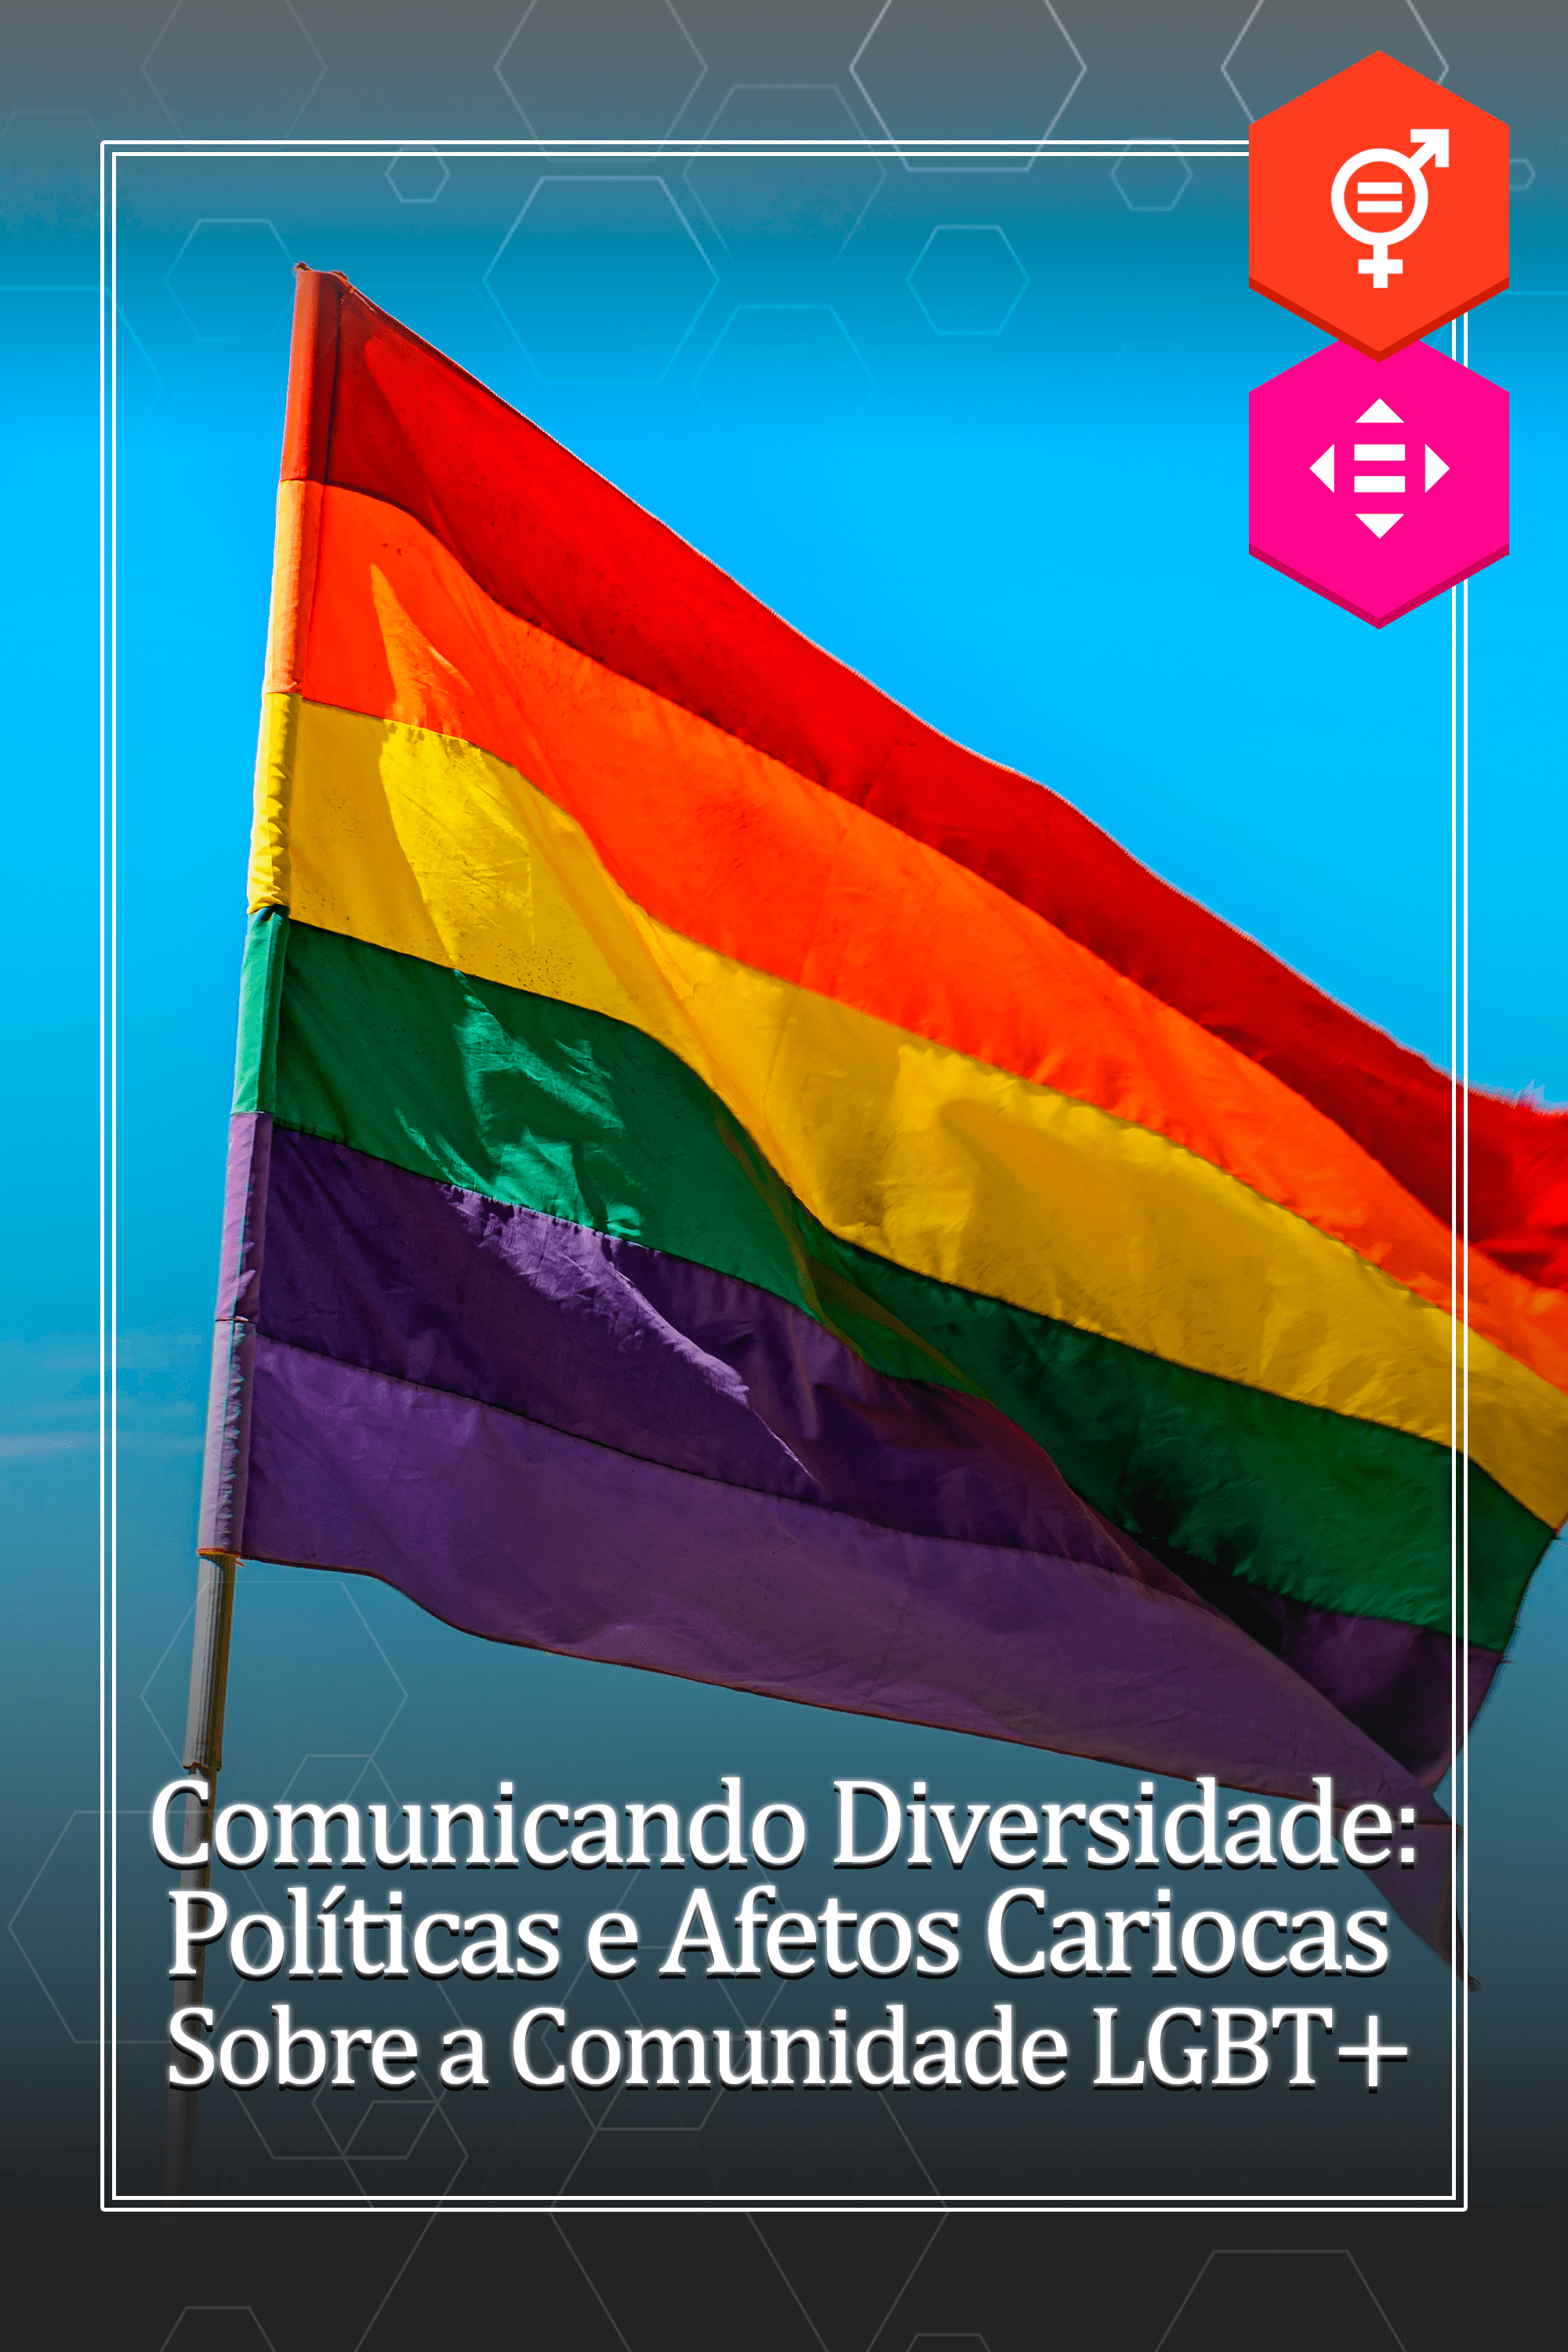 Comunicando Diversidade:
Políticas e Afetos Cariocas
Sobre a Comunidade LGBT+